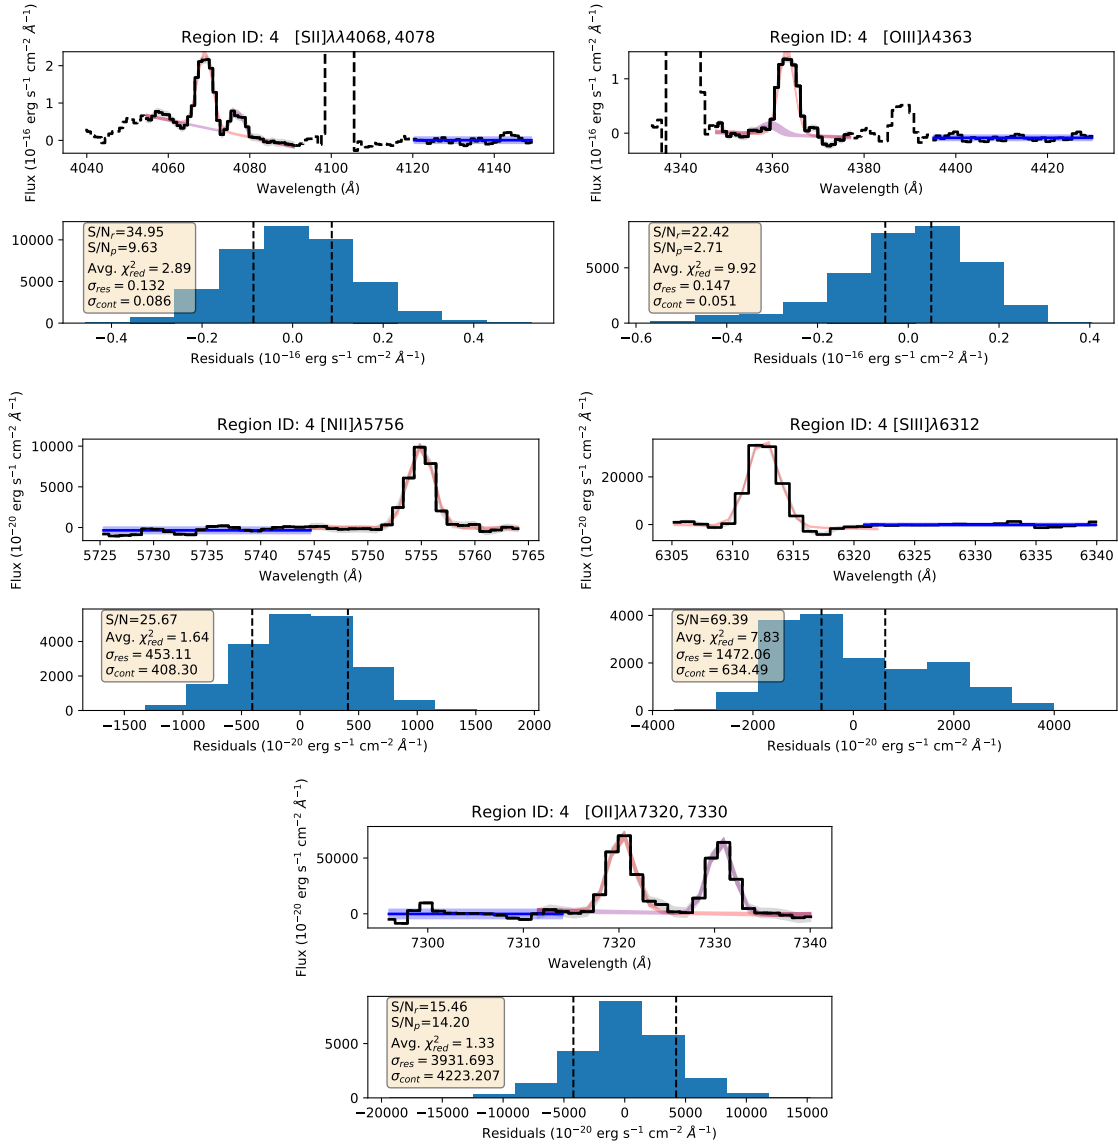 Region ID: 4   [SII]λλ4068, 4078
Flux (10⁻¹⁶ erg s⁻¹ cm⁻² Å⁻¹)
2
1
0
4040 4060 4080 4100 4120 4140
Wavelength (Å)
S/Nᵣ=34.95
S/Nₚ=9.63
Avg. χ²_red = 2.89
σ_res = 0.132
σ_cont = 0.086
10000
5000
0
−0.4 −0.2 0.0 0.2 0.4
Residuals (10⁻¹⁶ erg s⁻¹ cm⁻² Å⁻¹)
Region ID: 4   [OIII]λ4363
Flux (10⁻¹⁶ erg s⁻¹ cm⁻² Å⁻¹)
1
0
4340 4360 4380 4400 4420
Wavelength (Å)
S/Nᵣ=22.42
S/Nₚ=2.71
Avg. χ²_red = 9.92
σ_res = 0.147
σ_cont = 0.051
5000
0
−0.6 −0.4 −0.2 0.0 0.2 0.4
Residuals (10⁻¹⁶ erg s⁻¹ cm⁻² Å⁻¹)
Region ID: 4 [NII]λ5756
Flux (10⁻²⁰ erg s⁻¹ cm⁻² Å⁻¹)
10000
5000
0
5725 5730 5735 5740 5745 5750 5755 5760 5765
Wavelength (Å)
S/N=25.67
Avg. χ²_red = 1.64
σ_res = 453.11
σ_cont = 408.30
4000
2000
0
−1500 −1000 −500 0 500 1000 1500 2000
Residuals (10⁻²⁰ erg s⁻¹ cm⁻² Å⁻¹)
Region ID: 4 [SIII]λ6312
Flux (10⁻²⁰ erg s⁻¹ cm⁻² Å⁻¹)
20000
0
6305 6310 6315 6320 6325 6330 6335 6340
Wavelength (Å)
S/N=69.39
Avg. χ²_red = 7.83
σ_res = 1472.06
σ_cont = 634.49
4000
2000
0
−4000 −2000 0 2000 4000
Residuals (10⁻²⁰ erg s⁻¹ cm⁻² Å⁻¹)
Region ID: 4   [OII]λλ7320, 7330
Flux (10⁻²⁰ erg s⁻¹ cm⁻² Å⁻¹)
50000
0
7300 7310 7320 7330 7340
Wavelength (Å)
S/Nᵣ=15.46
S/Nₚ=14.20
Avg. χ²_red = 1.33
σ_res = 3931.693
σ_cont = 4223.207
5000
0
−20000 −15000 −10000 −5000 0 5000 10000 15000
Residuals (10⁻²⁰ erg s⁻¹ cm⁻² Å⁻¹)